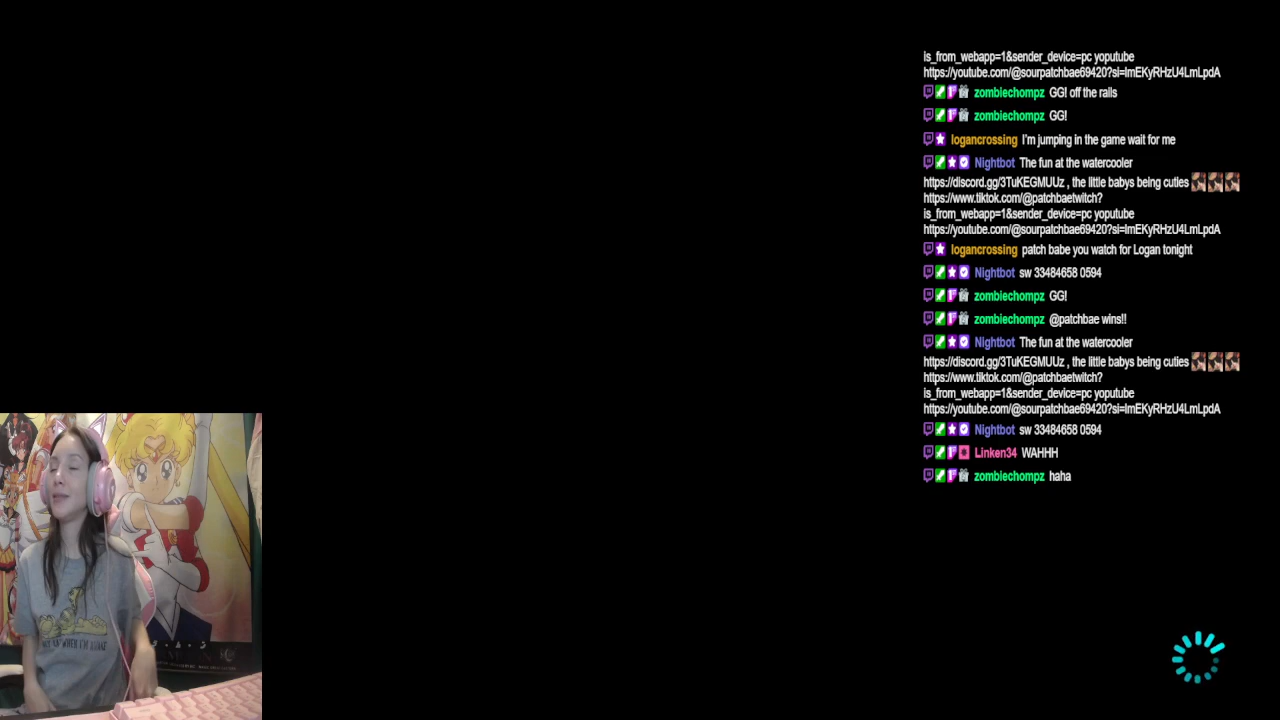 is_from_webapp=1&sender_device=pc yoputube
https://youtube.com/@sourpatchbae69420?si=lmEKyRHzU4LmLpdA
zombiechompz GG! off the rails
zombiechompz GG!
logancrossing I'm jumping in the game wait for me
Nightbot The fun at the watercooler
https://discord.gg/3TuKEGMUUz , the little babys being cuties
https://www.tiktok.com/@patchbaetwitch?
is_from_webapp=1&sender_device=pc yoputube
https://youtube.com/@sourpatchbae69420?si=lmEKyRHzU4LmLpdA
logancrossing patch babe you watch for Logan tonight
Nightbot sw 33484658 0594
zombiechompz GG!
zombiechompz @patchbae wins!!
Nightbot The fun at the watercooler
https://discord.gg/3TuKEGMUUz , the little babys being cuties
https://www.tiktok.com/@patchbaetwitch?
is_from_webapp=1&sender_device=pc yoputube
https://youtube.com/@sourpatchbae69420?si=lmEKyRHzU4LmLpdA
Nightbot sw 33484658 0594
Linken34 WAHHH
zombiechompz haha
WHEN I'M